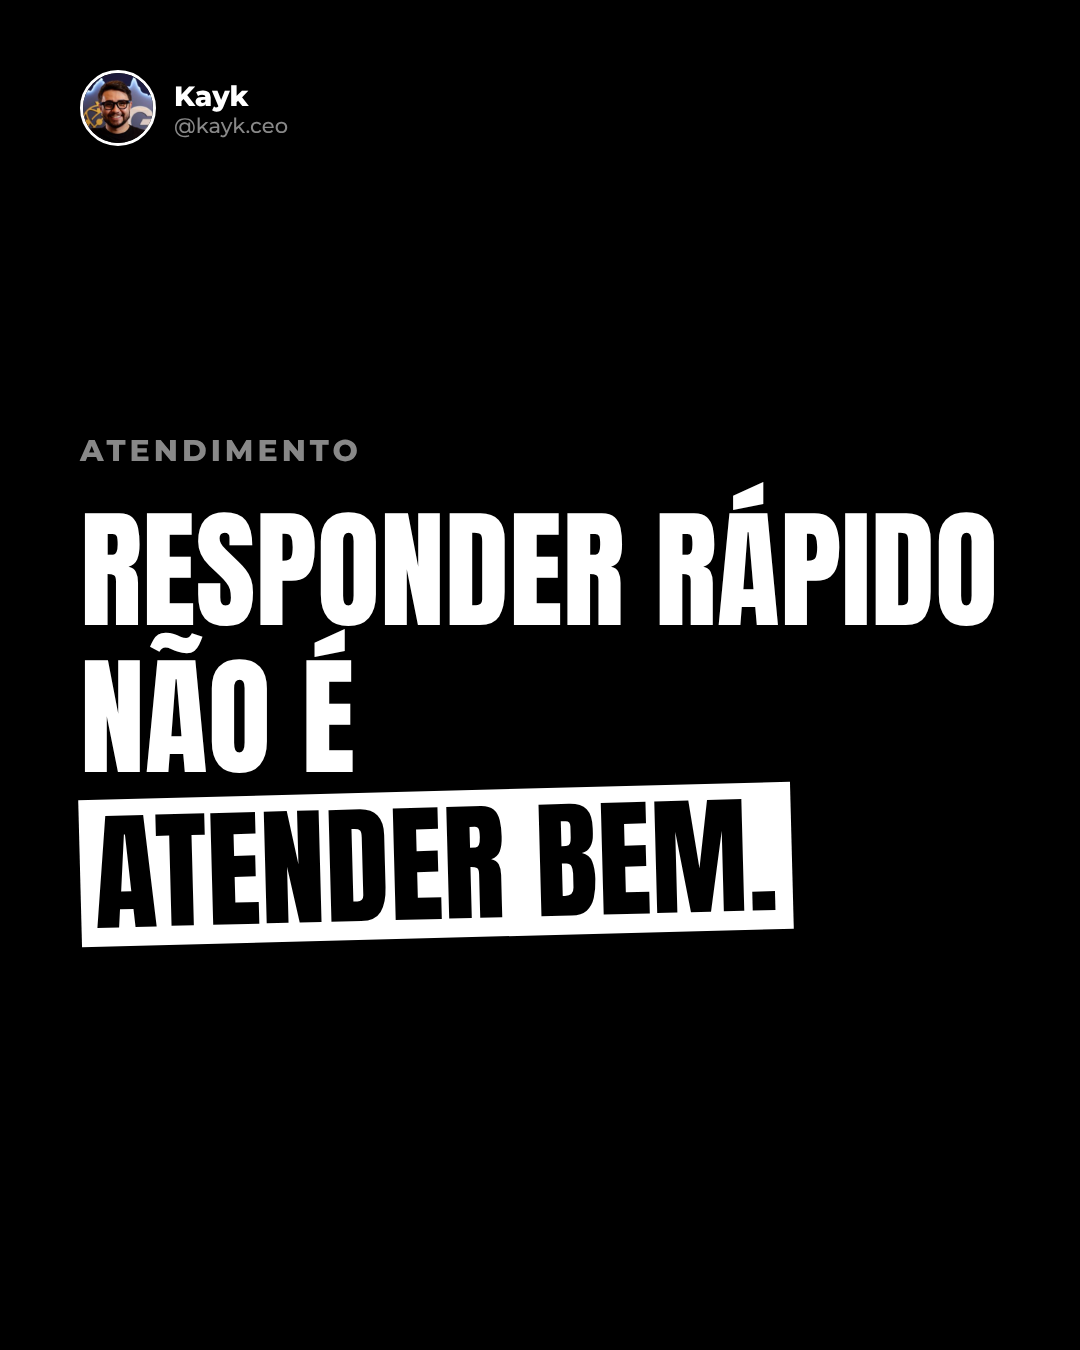 Kayk
@kayk.ceo
ATENDIMENTO
RESPONDER RÁPIDO
NÃO É
ATENDER BEM.